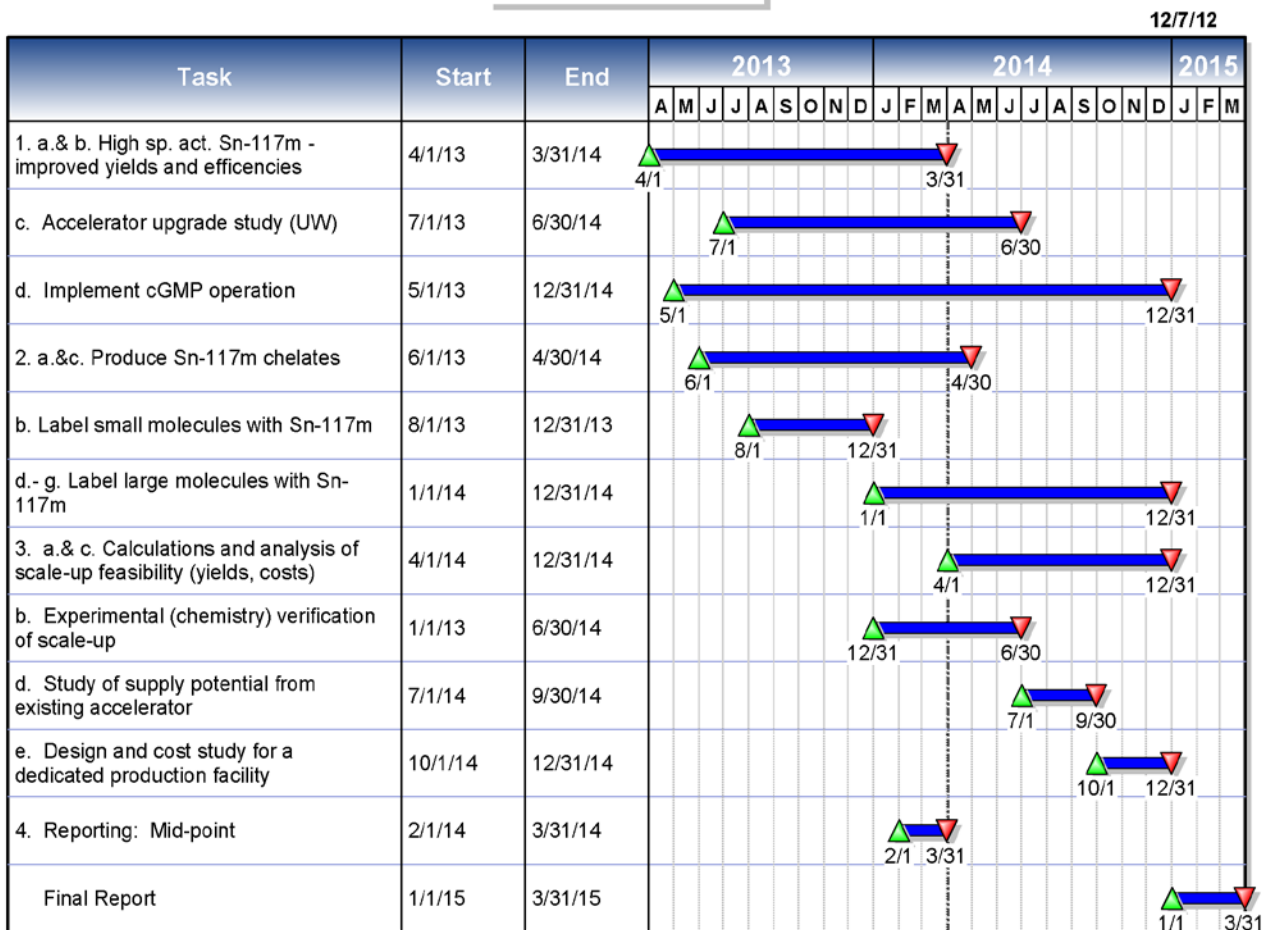 12/7/12
Task Start End 2013 2014 2015
A M J J A S O N D J F M A M J J A S O N D J F M
1. a.& b. High sp. act. Sn-117m - 4/1/13 3/31/14
improved yields and efficencies
4/1 3/31
c. Accelerator upgrade study (UW) 7/1/13 6/30/14
7/1 6/30
d. Implement cGMP operation 5/1/13 12/31/14
5/1 12/31
2. a.&c. Produce Sn-117m chelates 6/1/13 4/30/14
6/1 4/30
b. Label small molecules with Sn-117m 8/1/13 12/31/13
8/1 12/31
d.- g. Label large molecules with Sn- 1/1/14 12/31/14
117m
1/1 12/31
3. a.& c. Calculations and analysis of 4/1/14 12/31/14
scale-up feasibility (yields, costs)
4/1 12/31
b. Experimental (chemistry) verification 1/1/13 6/30/14
of scale-up
12/31 6/30
d. Study of supply potential from 7/1/14 9/30/14
existing accelerator
7/1 9/30
e. Design and cost study for a 10/1/14 12/31/14
dedicated production facility
10/1 12/31
4. Reporting: Mid-point 2/1/14 3/31/14
2/1 3/31
Final Report 1/1/15 3/31/15
1/1 3/31